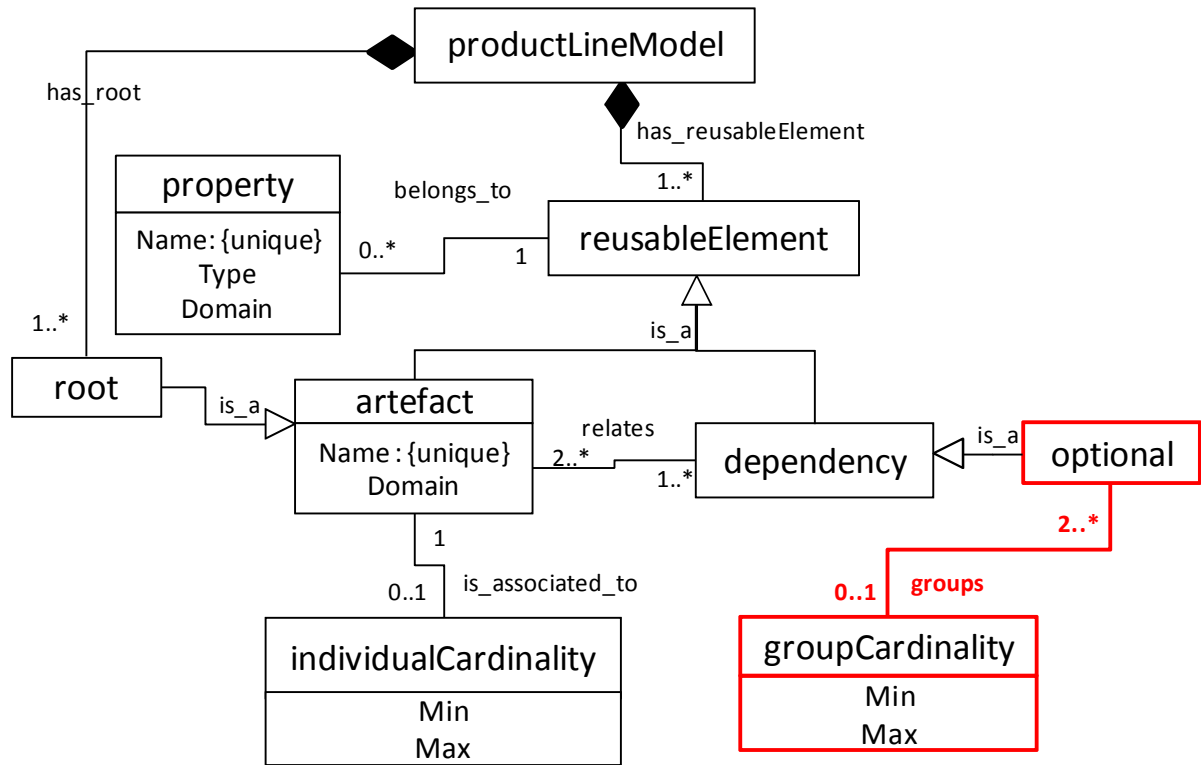 productLineModel
has_root
has_reusableElement
1..*
property
Name: {unique}
Type
Domain
belongs_to
0..*
1
reusableElement
is_a
1..*
root
is_a
artefact
Name : {unique}
Domain
relates
2..*
1..*
dependency
is_a
optional
2..*
1
0..1
is_associated_to
0..1
groups
individualCardinality
Min
Max
groupCardinality
Min
Max